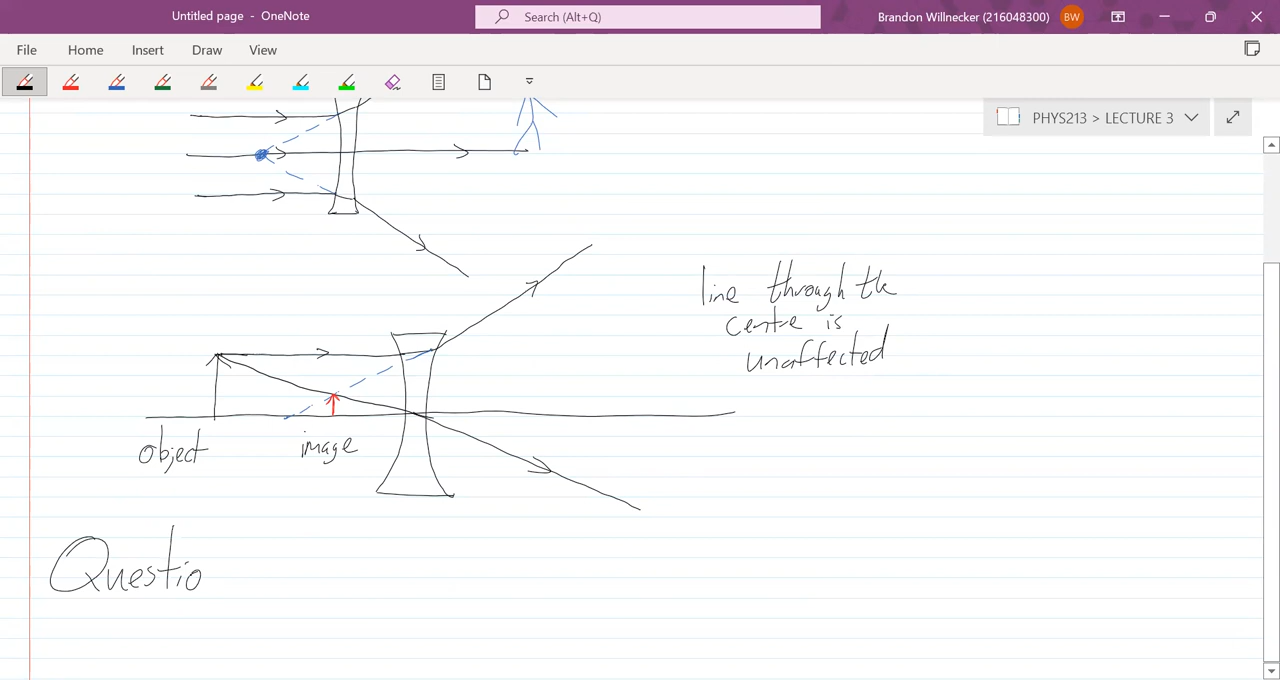 Untitled page - OneNote
Search (Alt+Q)
Brandon Willnecker (216048300)
BW
File Home Insert Draw View
PHYS213 > LECTURE 3
line through the
centre is
unaffected
object
image
Questio